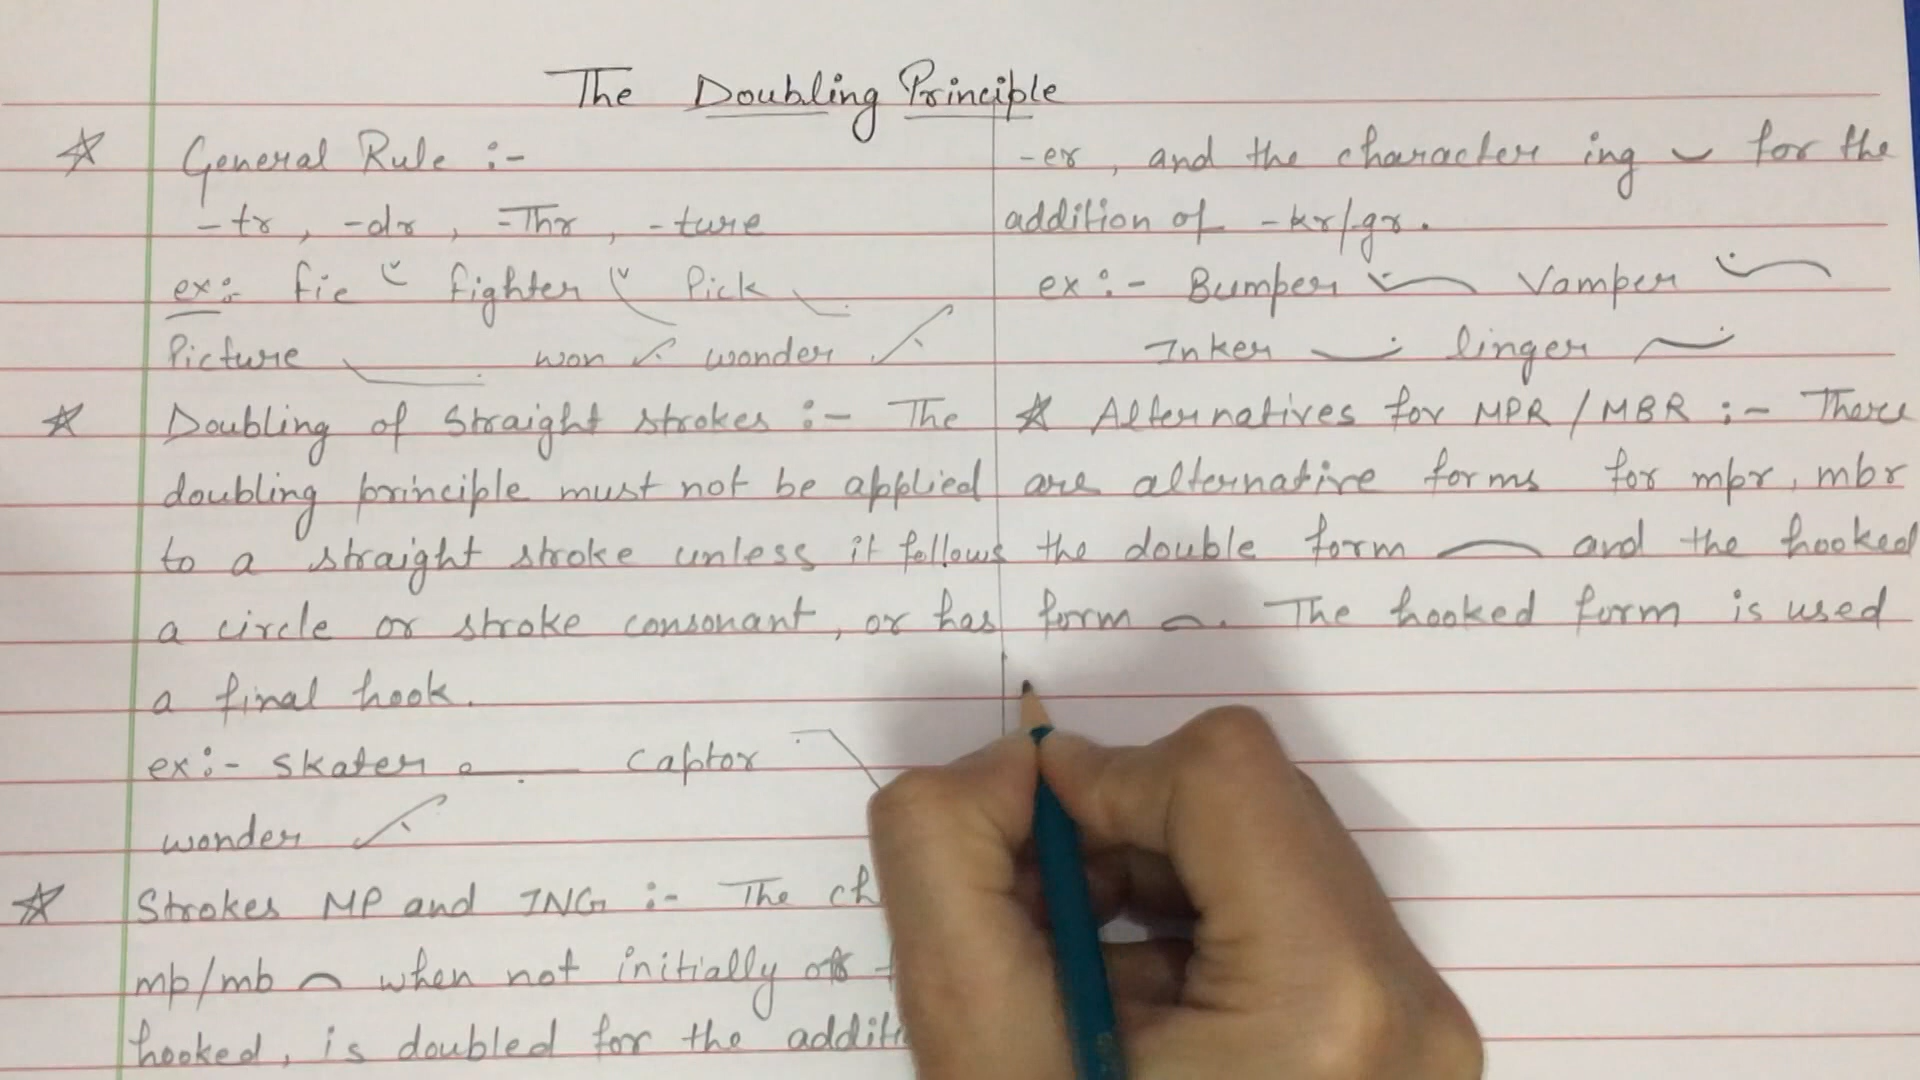 The Doubling Principle
General Rule :-
-tr, -dr, -Thr, -ture
ex:- fie fighter Pick
Picture won wonder
Doubling of Straight strokes :- The
doubling principle must not be applied
to a straight stroke unless it follows
a circle or stroke consonant, or has
a final hook.
ex:- skater captor
wonder
Strokes MP and ING :- The
mp/mb when not initially
hooked, is doubled for the
-er, and the character ing for the
addition of -kr/gr.
ex:- Bumper Vamper
Inker linger
Alternatives for MPR/MBR :- There
are alternative forms for mpr, mbr
the double form and the hooked
form. The hooked form is used